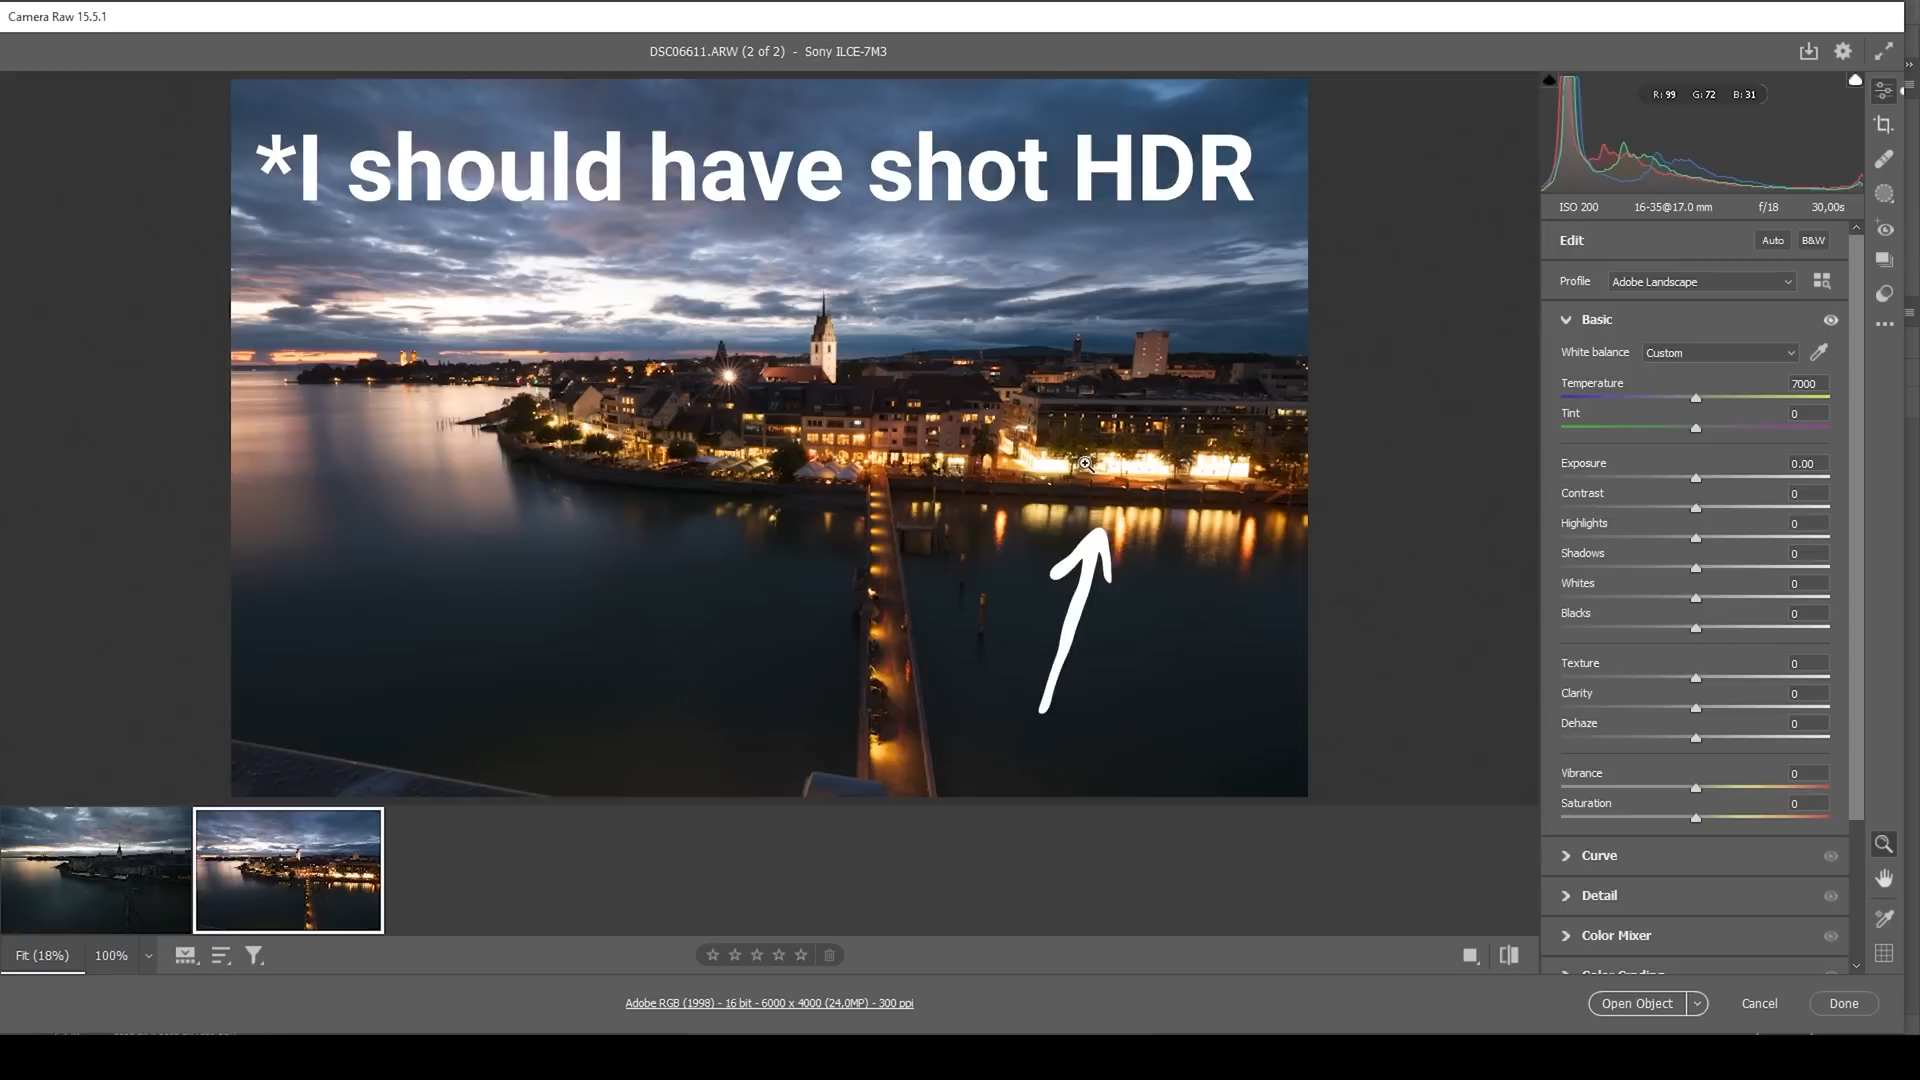 Camera Raw 15.5.1
DSC06611.ARW (2 of 2) - Sony ILCE-7M3
*I should have shot HDR
R: 99 G: 72 B: 31
ISO 200 16-35@17.0 mm f/18 30,00s
Edit Auto B&W
Profile Adobe Landscape
Basic
White balance Custom
Temperature 7000
Tint 0
Exposure 0.00
Contrast 0
Highlights 0
Shadows 0
Whites 0
Blacks 0
Texture 0
Clarity 0
Dehaze 0
Vibrance 0
Saturation 0
Curve
Detail
Color Mixer
Fit (18%) 100%
Adobe RGB (1998) - 16 bit - 6000 x 4000 (24,0MP) - 300 ppi
Open Object Cancel Done